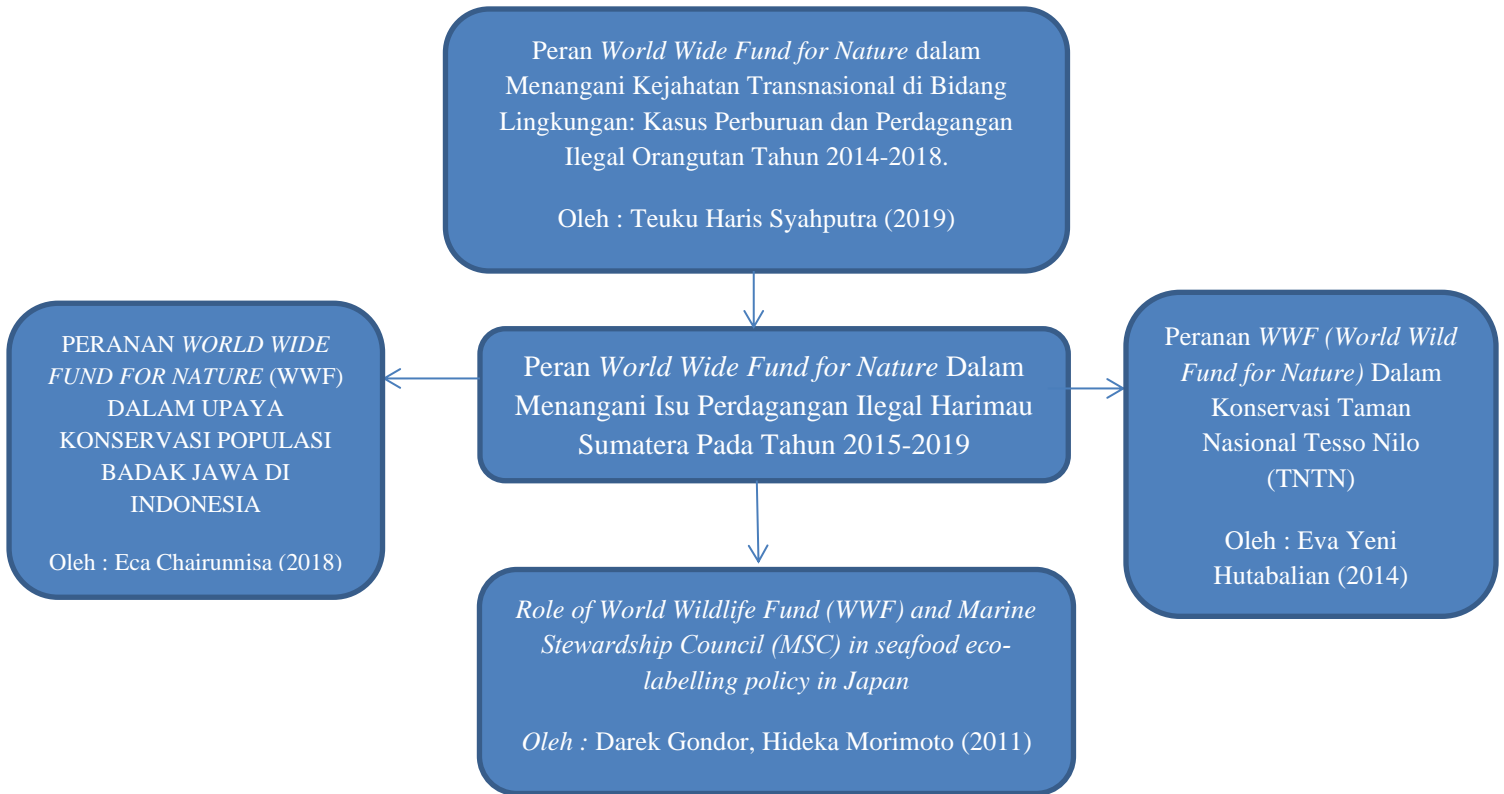 Peran World Wide Fund for Nature dalam
Menangani Kejahatan Transnasional di Bidang
Lingkungan: Kasus Perburuan dan Perdagangan
Ilegal Orangutan Tahun 2014-2018.
Oleh : Teuku Haris Syahputra (2019)
PERANAN WORLD WIDE
FUND FOR NATURE (WWF)
DALAM UPAYA
KONSERVASI POPULASI
BADAK JAWA DI
INDONESIA
Oleh : Eca Chairunnisa (2018)
Peran World Wide Fund for Nature Dalam
Menangani Isu Perdagangan Ilegal Harimau
Sumatera Pada Tahun 2015-2019
Peranan WWF (World Wild
Fund for Nature) Dalam
Konservasi Taman
Nasional Tesso Nilo
(TNTN)
Oleh : Eva Yeni
Hutabalian (2014)
Role of World Wildlife Fund (WWF) and Marine
Stewardship Council (MSC) in seafood eco-
labelling policy in Japan
Oleh : Darek Gondor, Hideka Morimoto (2011)